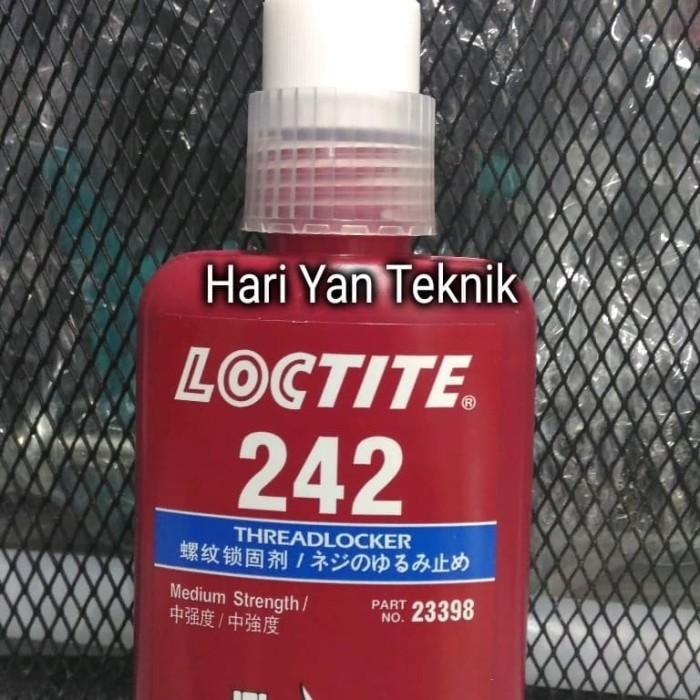 Hari Yan Teknik
LOCTITE®
242
THREADLOCKER
螺纹锁固剂 / ネジのゆるみ止め
Medium Strength /
中强度 / 中強度
PART
NO. 23398